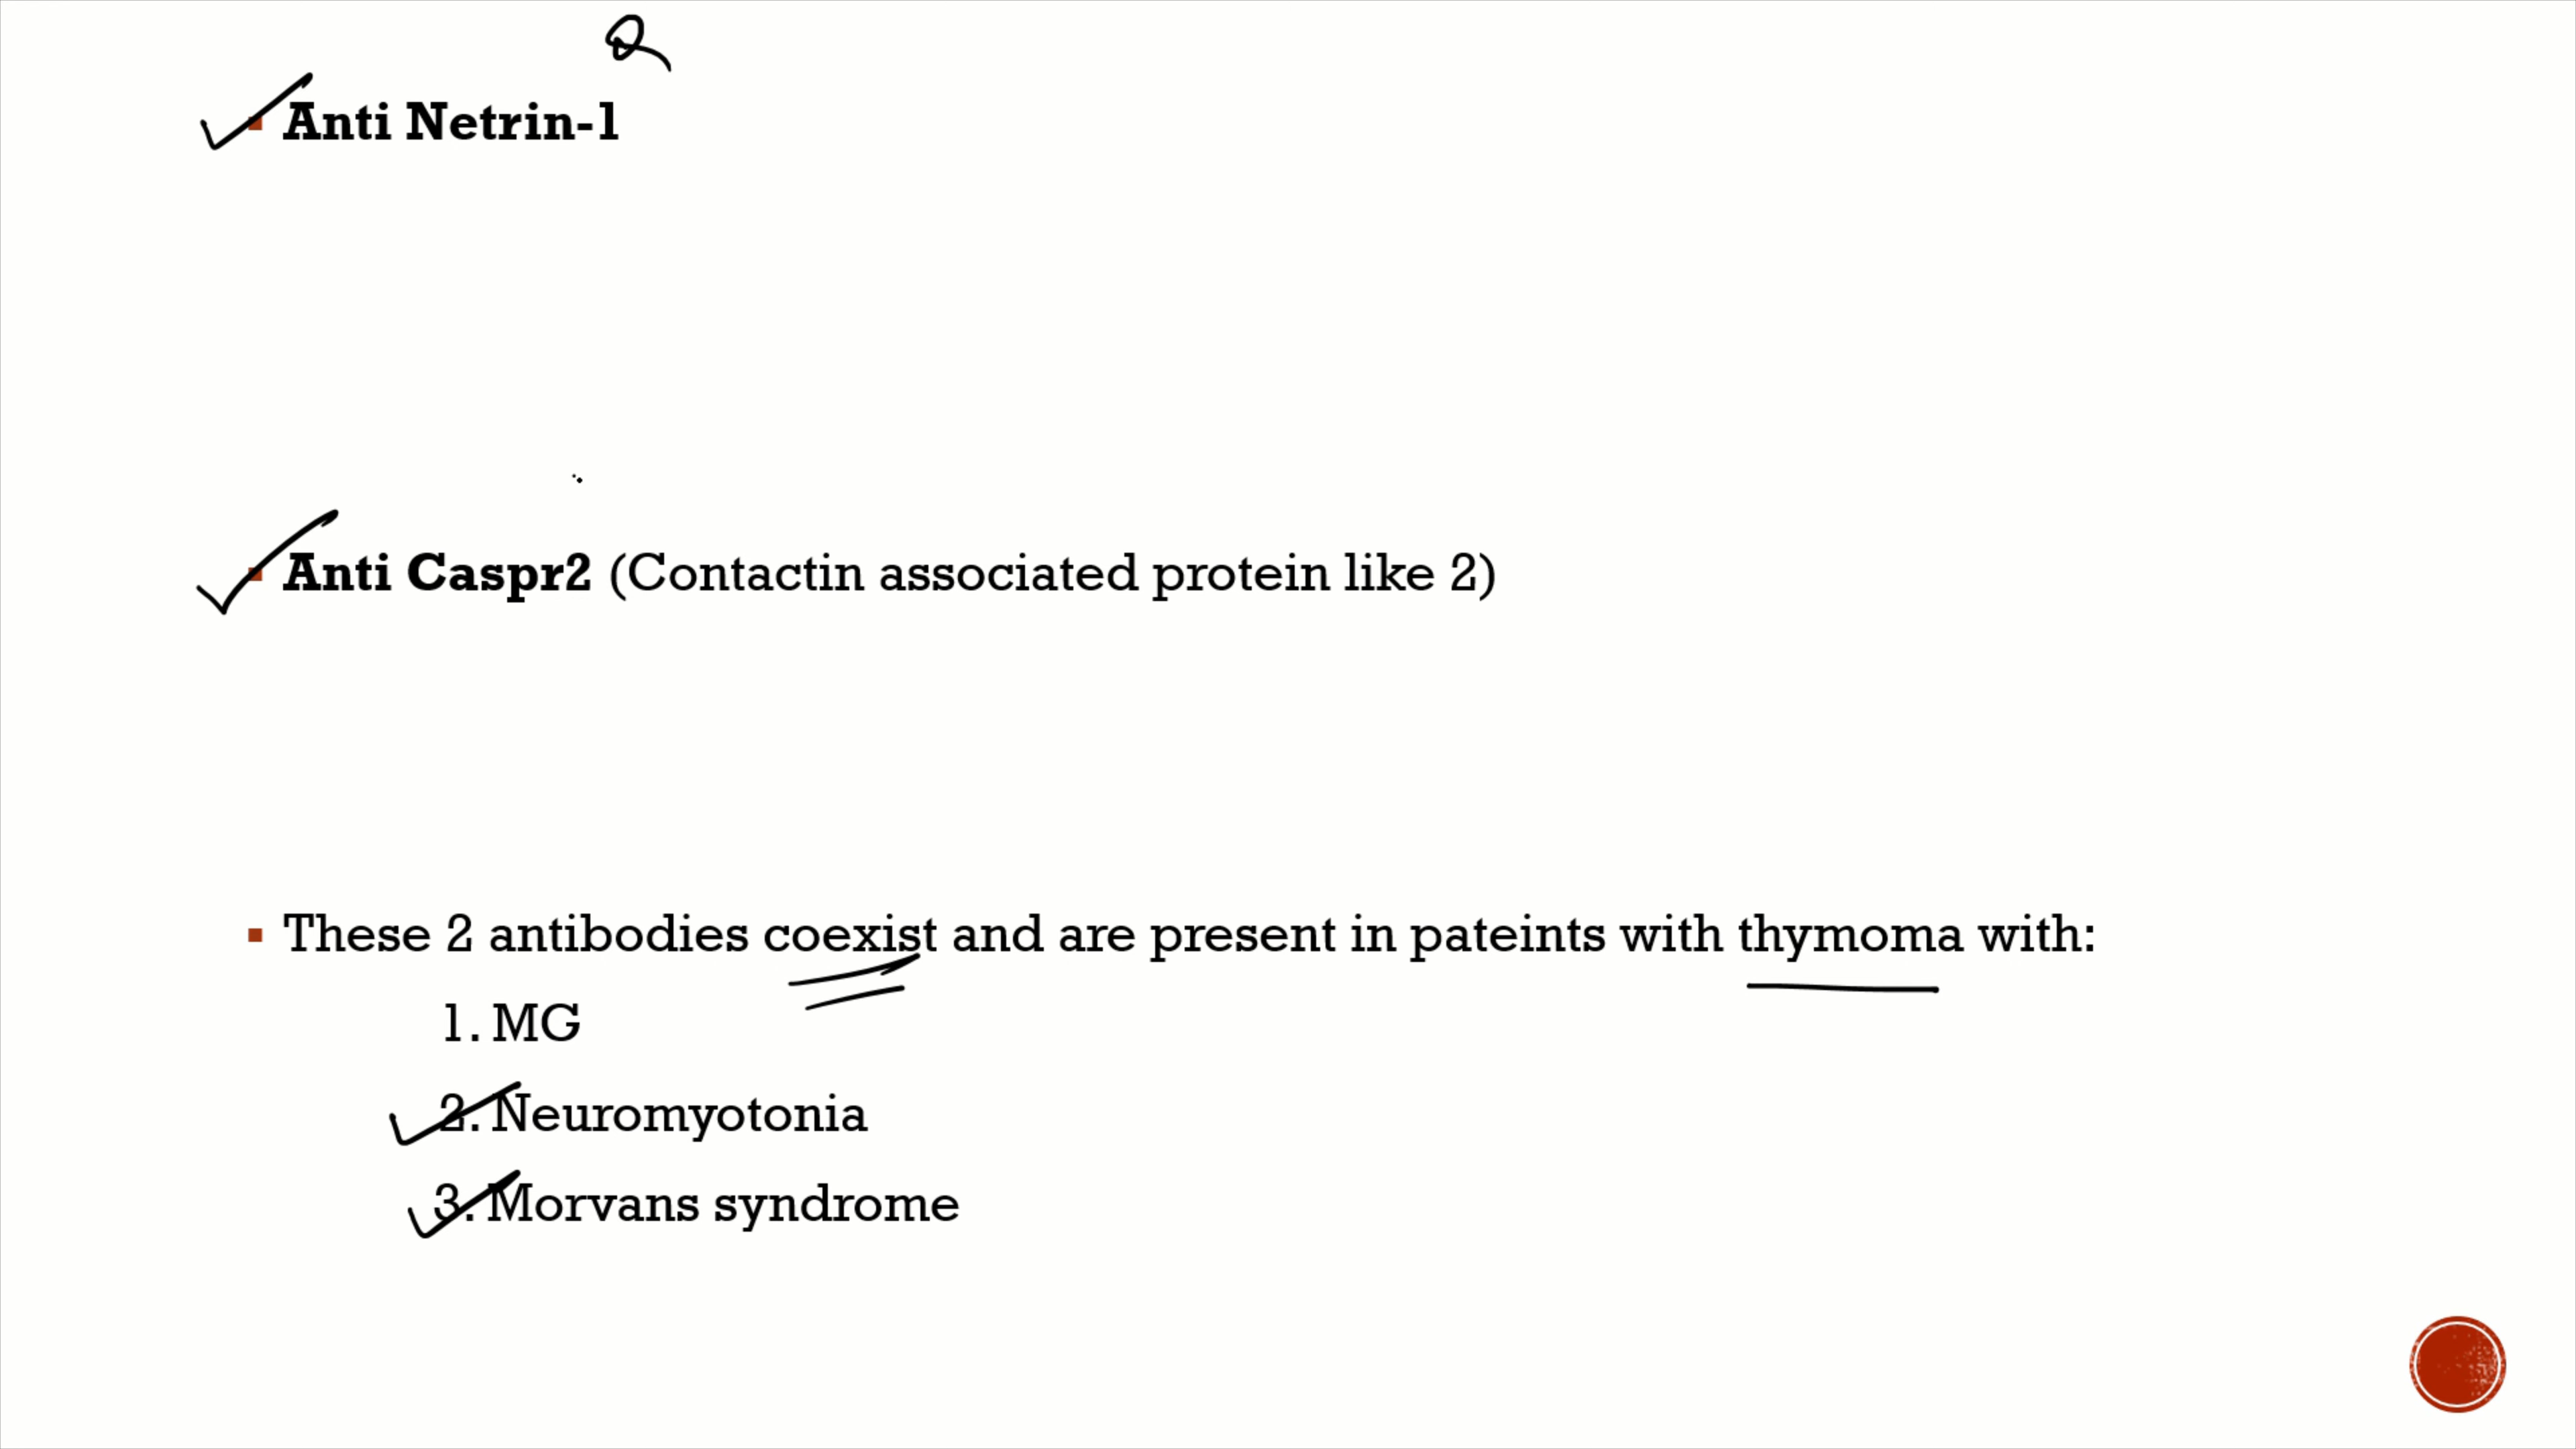 Anti Netrin-1
Anti Caspr2 (Contactin associated protein like 2)
These 2 antibodies coexist and are present in pateints with thymoma with:
1. MG
2. Neuromyotonia
3. Morvans syndrome